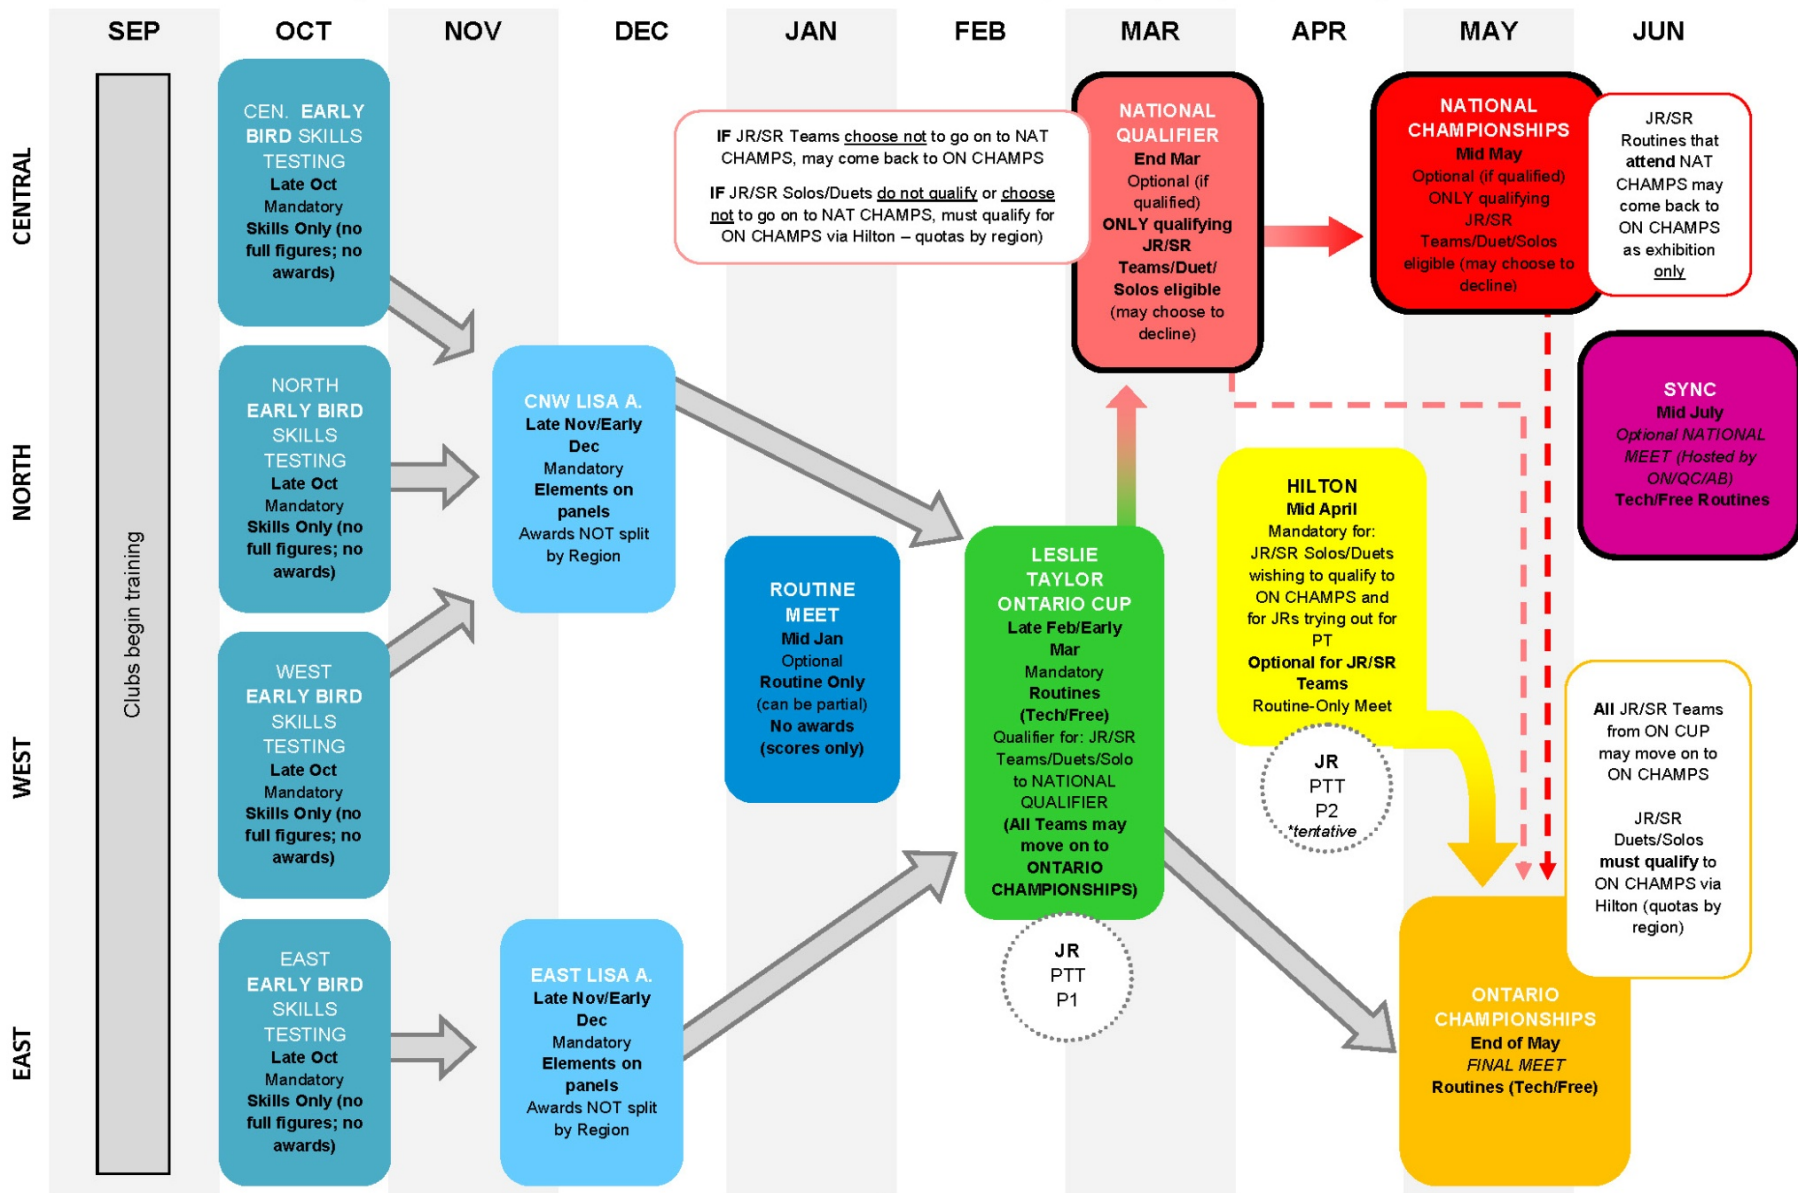 SEP OCT NOV DEC JAN FEB MAR APR MAY JUN
CENTRAL
NORTH
WEST
EAST
Clubs begin training
CEN. EARLY
BIRD SKILLS
TESTING
Late Oct
Mandatory
Skills Only (no
full figures; no
awards)
NORTH
EARLY BIRD
SKILLS
TESTING
Late Oct
Mandatory
Skills Only (no
full figures; no
awards)
WEST
EARLY BIRD
SKILLS
TESTING
Late Oct
Mandatory
Skills Only (no
full figures; no
awards)
EAST
EARLY BIRD
SKILLS
TESTING
Late Oct
Mandatory
Skills Only (no
full figures; no
awards)
CNW LISA A.
Late Nov/Early
Dec
Mandatory
Elements on
panels
Awards NOT split
by Region
EAST LISA A.
Late Nov/Early
Dec
Mandatory
Elements on
panels
Awards NOT split
by Region
ROUTINE
MEET
Mid Jan
Optional
Routine Only
(can be partial)
No awards
(scores only)
IF JR/SR Teams choose not to go on to NAT
CHAMPS, may come back to ON CHAMPS
IF JR/SR Solos/Duets do not qualify or choose
not to go on to NAT CHAMPS, must qualify for
ON CHAMPS via Hilton – quotas by region)
LESLIE
TAYLOR
ONTARIO CUP
Late Feb/Early
Mar
Mandatory
Routines
(Tech/Free)
Qualifier for: JR/SR
Teams/Duets/Solo
to NATIONAL
QUALIFIER
(All Teams may
move on to
ONTARIO
CHAMPIONSHIPS)
JR
PTT
P1
NATIONAL
QUALIFIER
End Mar
Optional (if
qualified)
ONLY qualifying
JR/SR
Teams/Duet/
Solos eligible
(may choose to
decline)
HILTON
Mid April
Mandatory for:
JR/SR Solos/Duets
wishing to qualify to
ON CHAMPS and
for JRs trying out for
PT
Optional for JR/SR
Teams
Routine-Only Meet
JR
PTT
P2
*tentative
NATIONAL
CHAMPIONSHIPS
Mid May
Optional (if qualified)
ONLY qualifying
JR/SR
Teams/Duet/Solos
eligible (may choose to
decline)
JR/SR
Routines that
attend NAT
CHAMPS may
come back to
ON CHAMPS
as exhibition
only
SYNC
Mid July
Optional NATIONAL
MEET (Hosted by
ON/QC/AB)
Tech/Free Routines
All JR/SR Teams
from ON CUP
may move on to
ON CHAMPS
JR/SR
Duets/Solos
must qualify to
ON CHAMPS via
Hilton (quotas by
region)
ONTARIO
CHAMPIONSHIPS
End of May
FINAL MEET
Routines (Tech/Free)